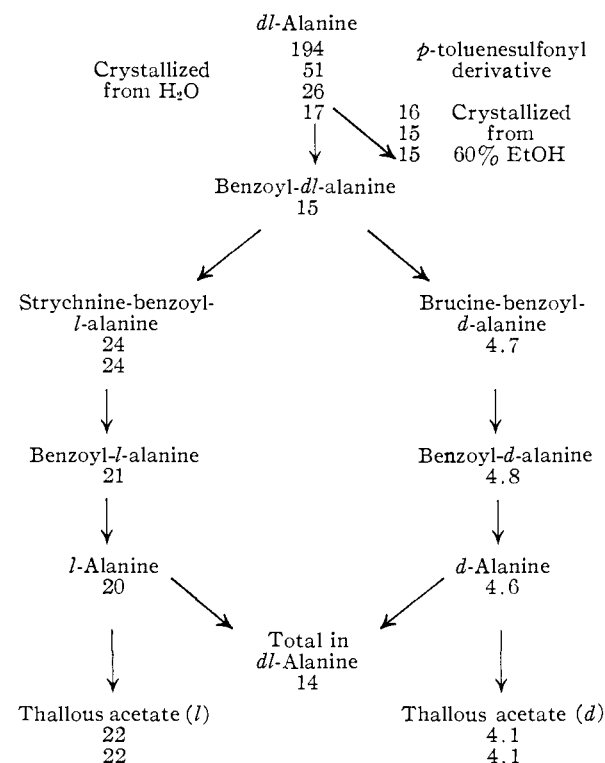 dl-Alanine
194
51
26
17
Crystallized
from H₂O
p-toluenesulfonyl
derivative
16
15
15
Crystallized
from
60% EtOH
Benzoyl-dl-alanine
15
Strychnine-benzoyl-
l-alanine
24
24
Brucine-benzoyl-
d-alanine
4.7
Benzoyl-l-alanine
21
Benzoyl-d-alanine
4.8
l-Alanine
20
d-Alanine
4.6
Total in
dl-Alanine
14
Thallous acetate (l)
22
22
Thallous acetate (d)
4.1
4.1